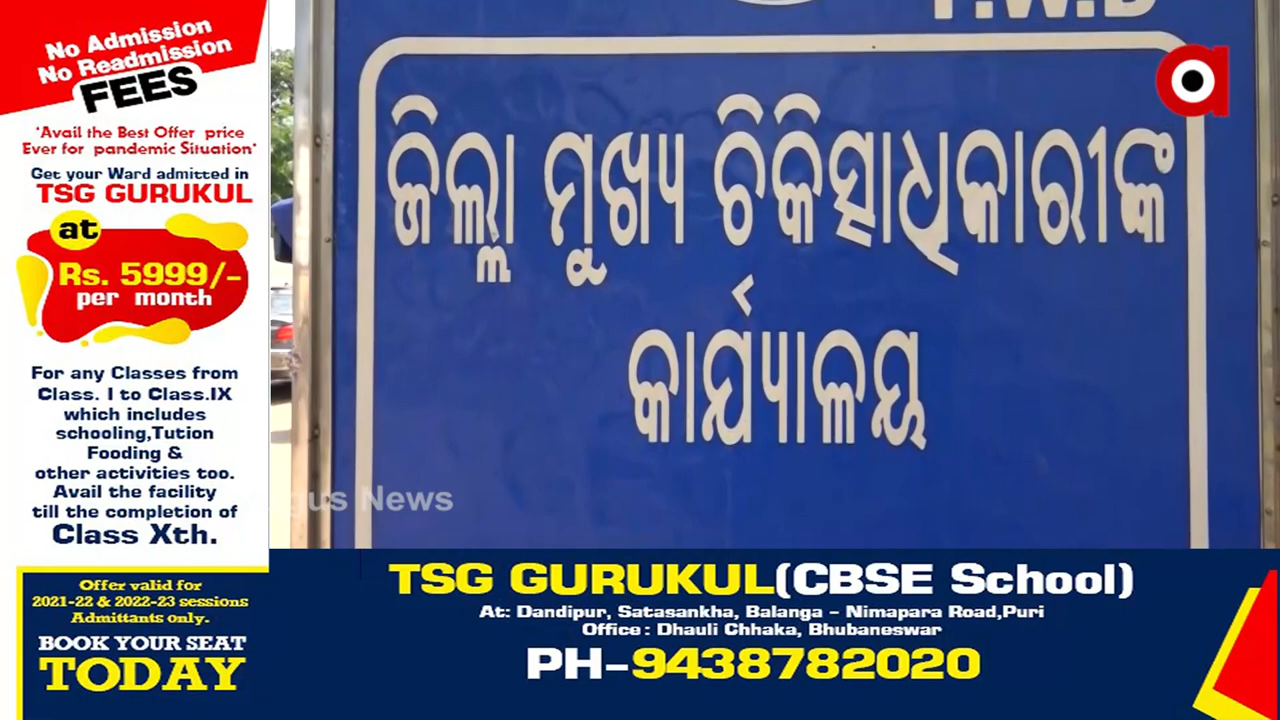 No Admission
No Readmission
FEES
'Avail the Best Offer price
Ever for pandemic Situation'
Get your Ward admitted in
TSG GURUKUL
at
Rs. 5999/-
per month
For any Classes from
Class. I to Class.IX
which includes
schooling,Tution
Fooding &
other activities too.
Avail the facility
till the completion of
Class Xth.
Offer valid for
2021-22 & 2022-23 sessions
Admittants only.
BOOK YOUR SEAT
TODAY
ଜିଲ୍ଲା ମୁଖ୍ୟ ଚିକିତ୍ସାଧିକାରୀଙ୍କ
କାର୍ଯ୍ୟାଳୟ
News
TSG GURUKUL(CBSE School)
At: Dandipur, Satasankha, Balanga - Nimapara Road,Puri
Office : Dhauli Chhaka, Bhubaneswar
PH-9438782020